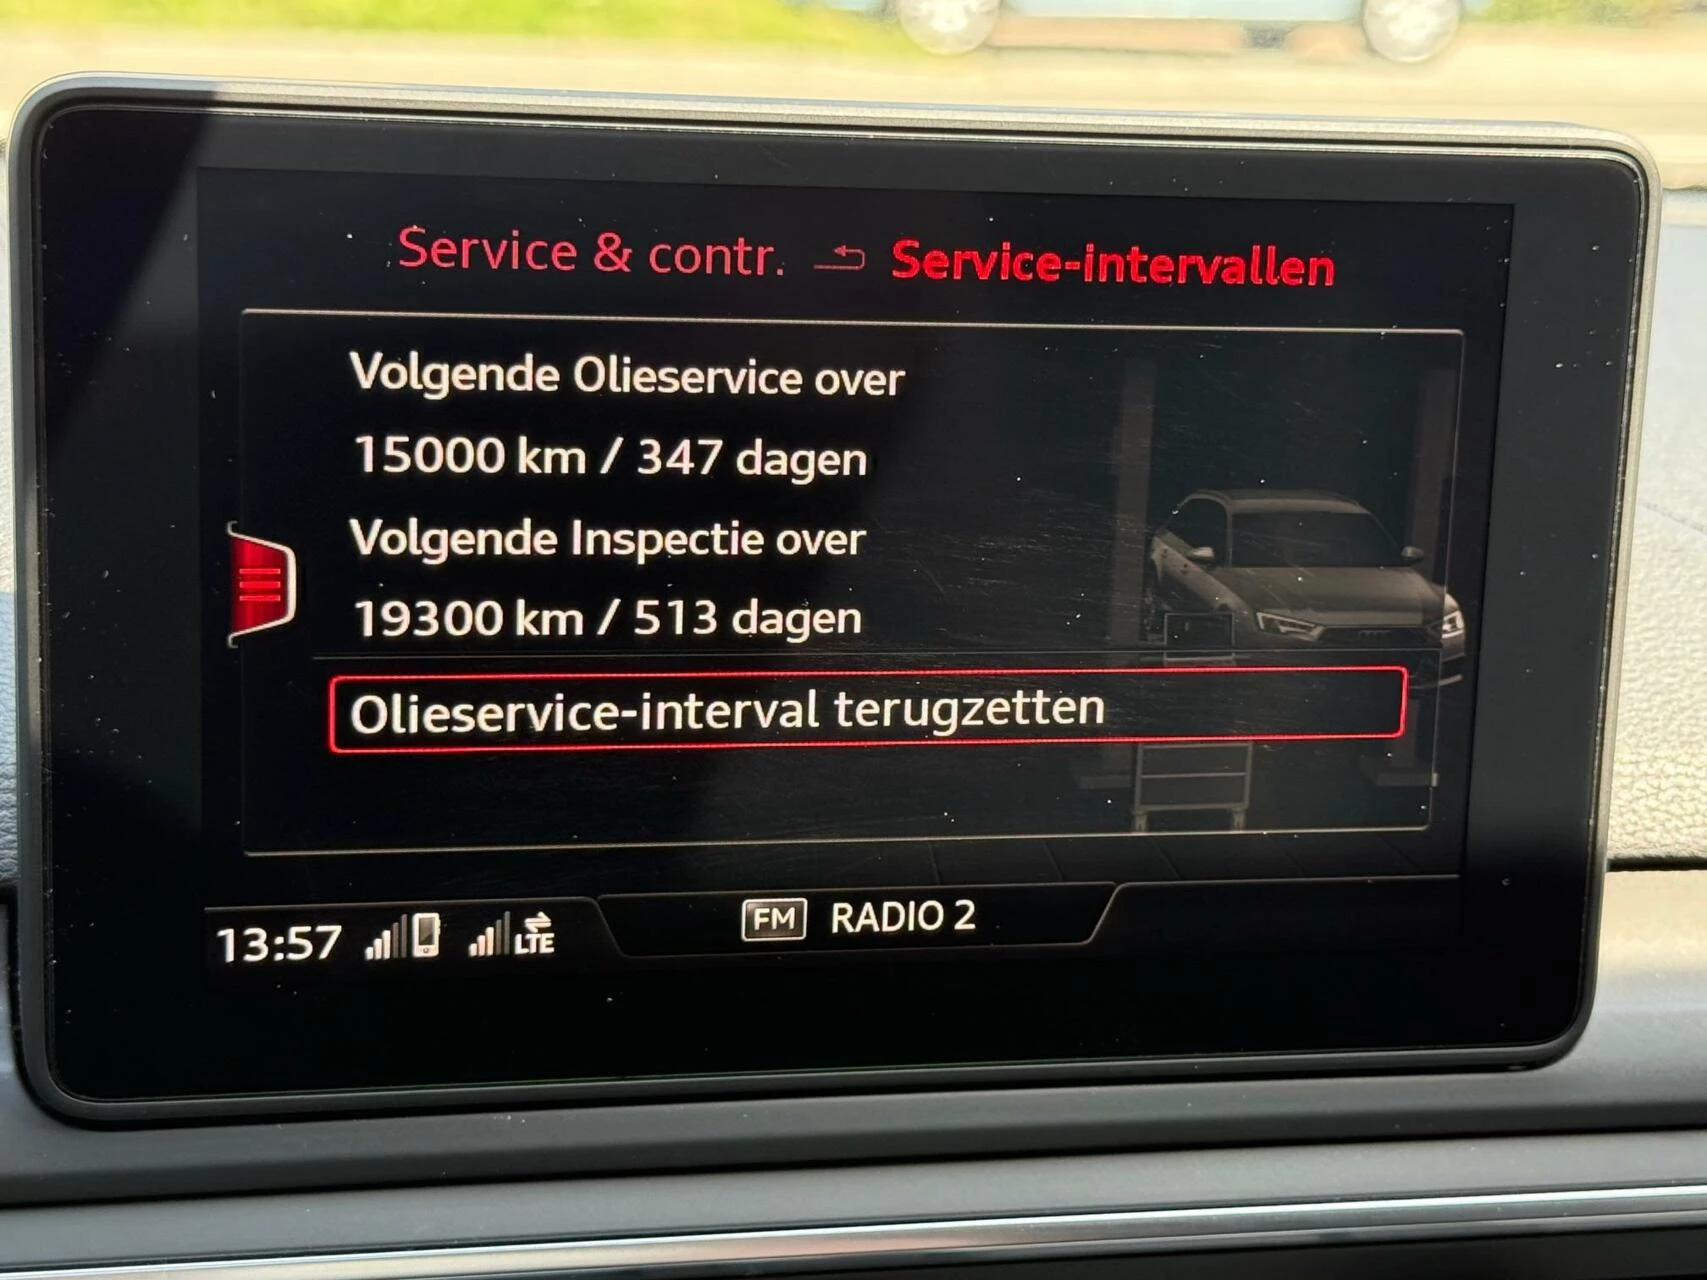 Service & contr. Service-intervallen
Volgende Olieservice over
15000 km / 347 dagen
Volgende Inspectie over
19300 km / 513 dagen
Olieservice-interval terugzetten
13:57 LTE FM RADIO 2